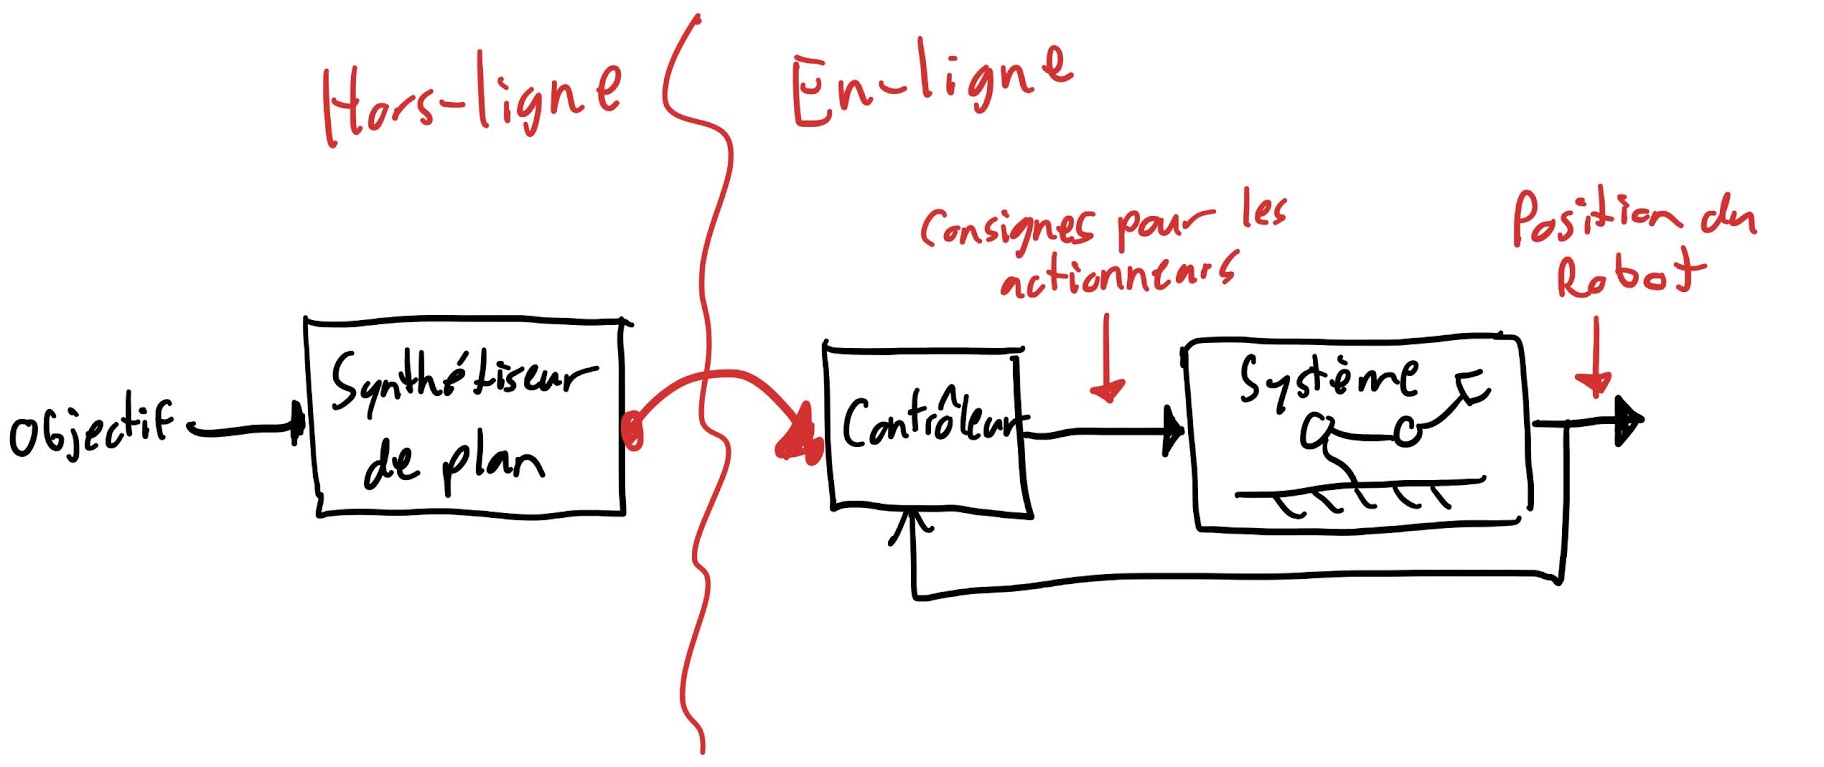 Hors-ligne
En-ligne
Consignes pour les
actionneurs
Position du
Robot
Objectif
Synthétiseur
de plan
Contrôleur
Système